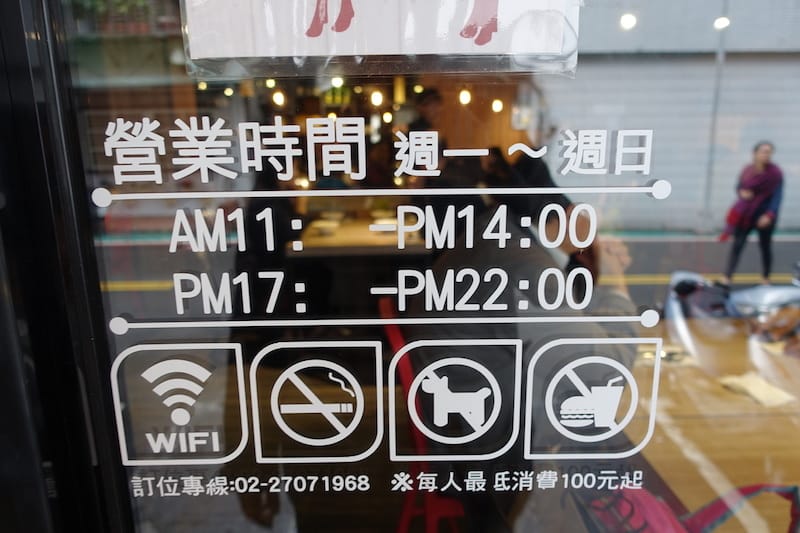 營業時間 週一～週日
AM11: -PM14:00
PM17: -PM22:00
WIFI
訂位專線:02-27071968 ※每人最低消費100元起